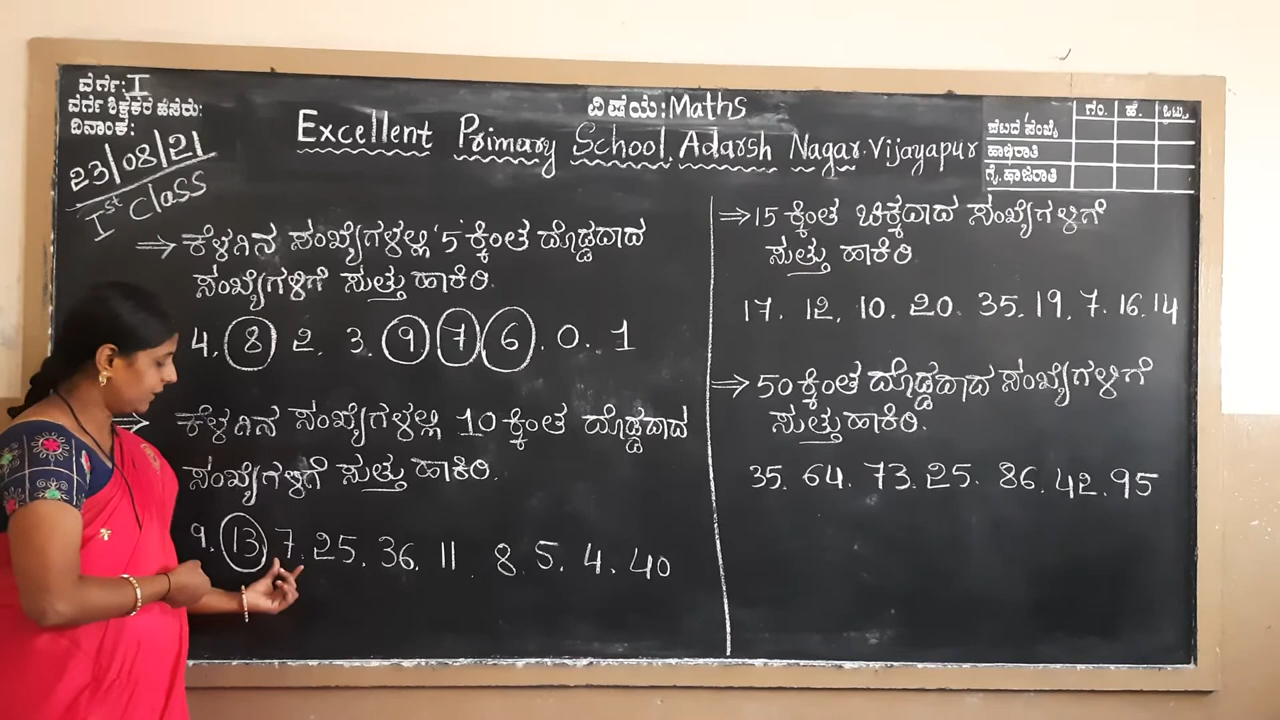 ವರ್ಗ: I
ವರ್ಗ ಶಿಕ್ಷಕರ ಹೆಸರು:
ದಿನಾಂಕ:
23/08/21
Ist Class
ವಿಷಯ: Maths
Excellent Primary School. Adarsh Nagar. Vijayapur
ಗಂ. ಹೆ. ಒಟ್ಟು
ಪಟದ ಸಂಖ್ಯೆ
ಹಾಜರಾತಿ
ಗೈ.ಹಾಜರಾತಿ
⇒ ಕೆಳಗಿನ ಸಂಖ್ಯೆಗಳಲ್ಲಿ '5' ಕ್ಕಿಂತ ದೊಡ್ಡದಾದ
ಸಂಖ್ಯೆಗಳಿಗೆ ಸುತ್ತು ಹಾಕಿರಿ.
4. 8 2. 3. 9 7 6. 0. 1
⇒ ಕೆಳಗಿನ ಸಂಖ್ಯೆಗಳಲ್ಲಿ 10 ಕ್ಕಿಂತ ದೊಡ್ಡದಾದ
ಸಂಖ್ಯೆಗಳಿಗೆ ಸುತ್ತು ಹಾಕಿರಿ.
9. 13 7. 25. 36. 11. 8. 5. 4. 40
⇒ 15 ಕ್ಕಿಂತ ಚಿಕ್ಕದಾದ ಸಂಖ್ಯೆಗಳಿಗೆ
ಸುತ್ತು ಹಾಕಿರಿ.
17. 12. 10. 20. 35. 19. 7. 16. 14
⇒ 50 ಕ್ಕಿಂತ ದೊಡ್ಡದಾದ ಸಂಖ್ಯೆಗಳಿಗೆ
ಸುತ್ತು ಹಾಕಿರಿ.
35. 64. 73. 25. 86. 42. 95